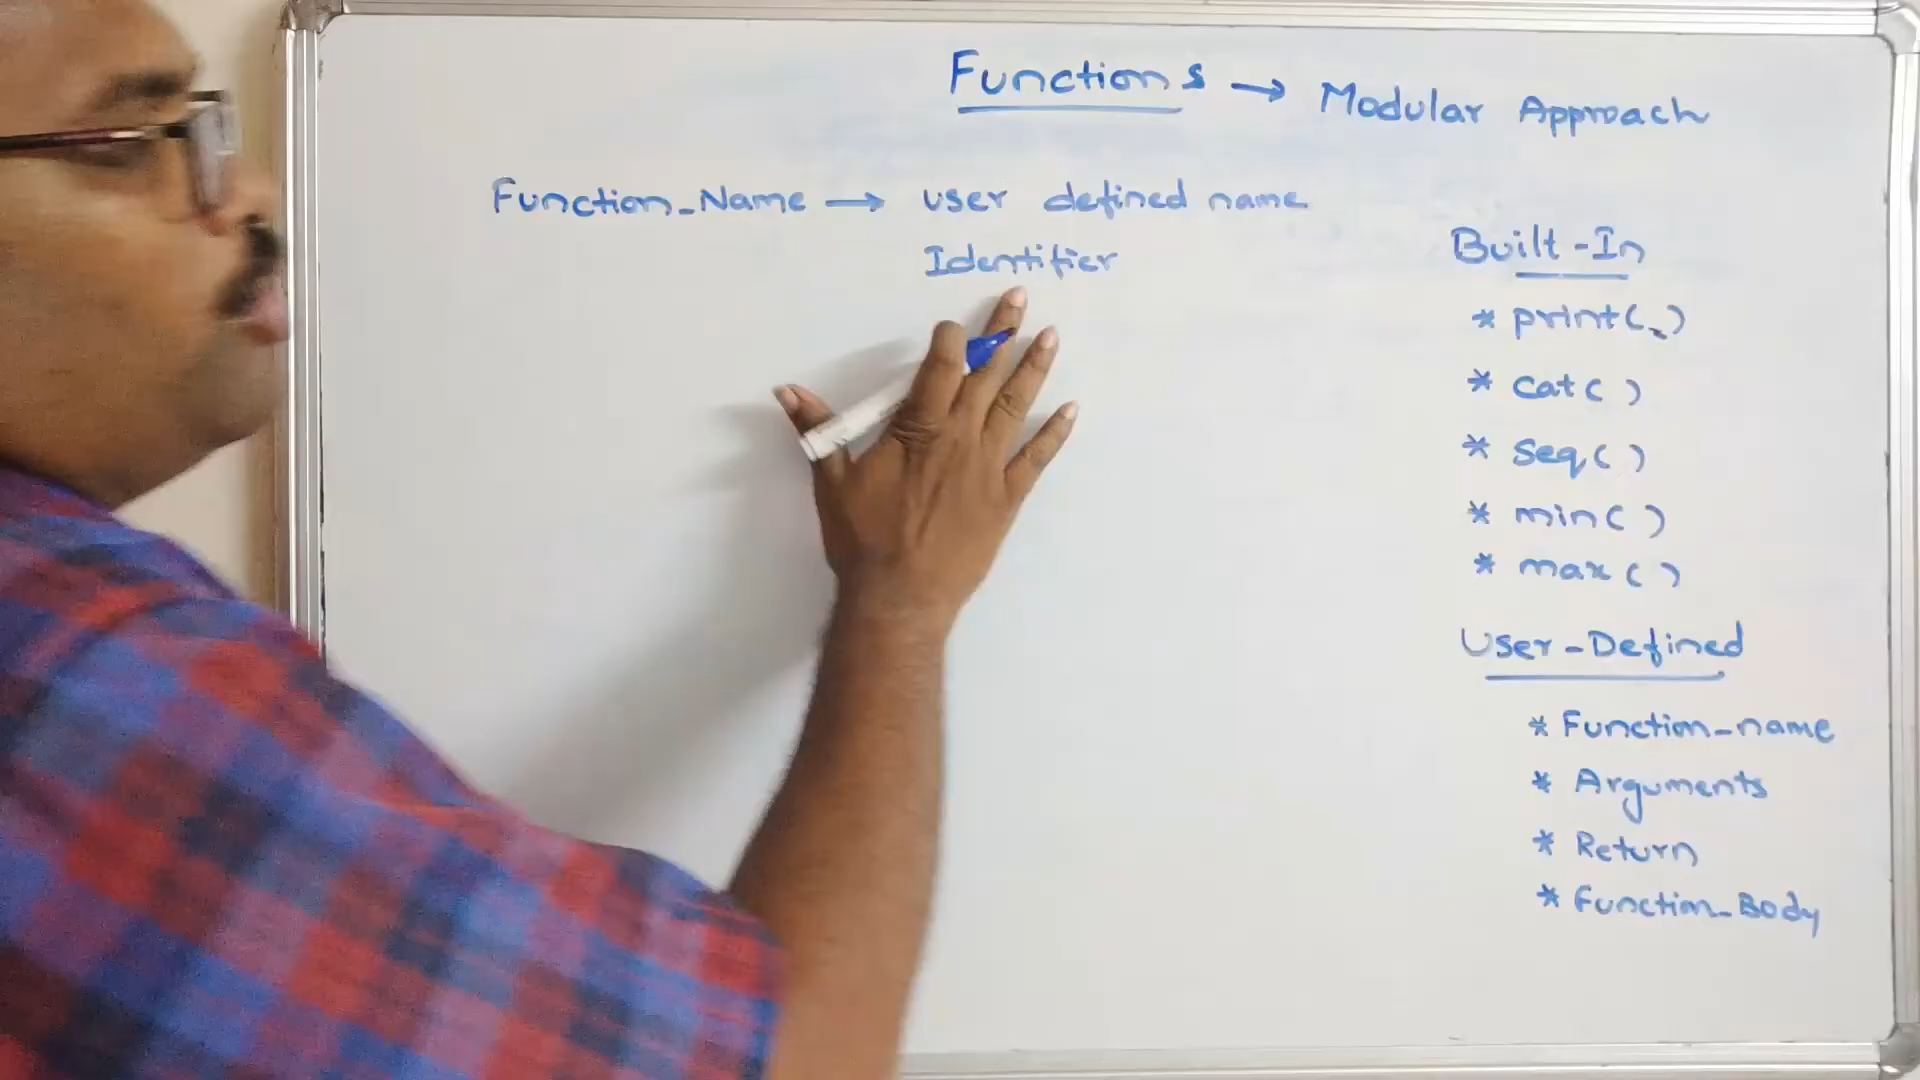 Functions → Modular Approach
Function_Name → user defined name
Identifier
Built-In
* print(_)
* cat( )
* seq( )
* min( )
* max( )
User-Defined
* Function_name
* Arguments
* Return
* Function_Body